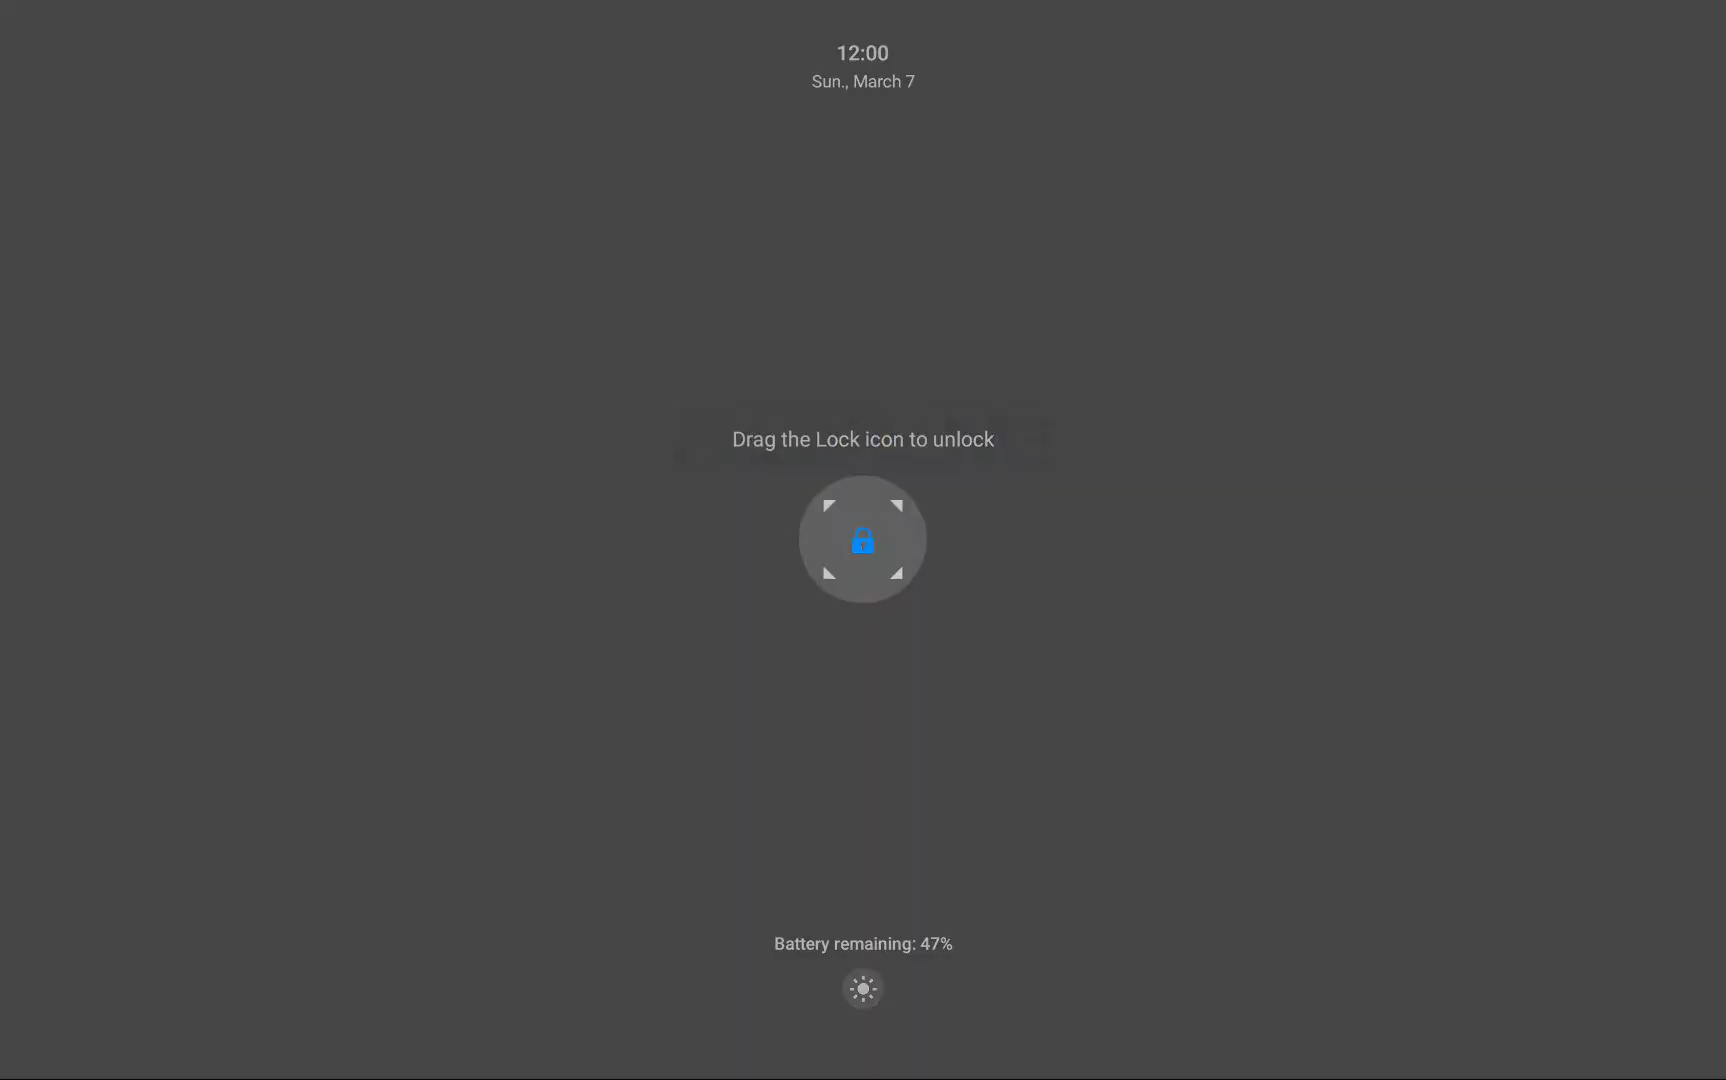 12:00
Sun., March 7
Drag the Lock icon to unlock
Battery remaining: 47%